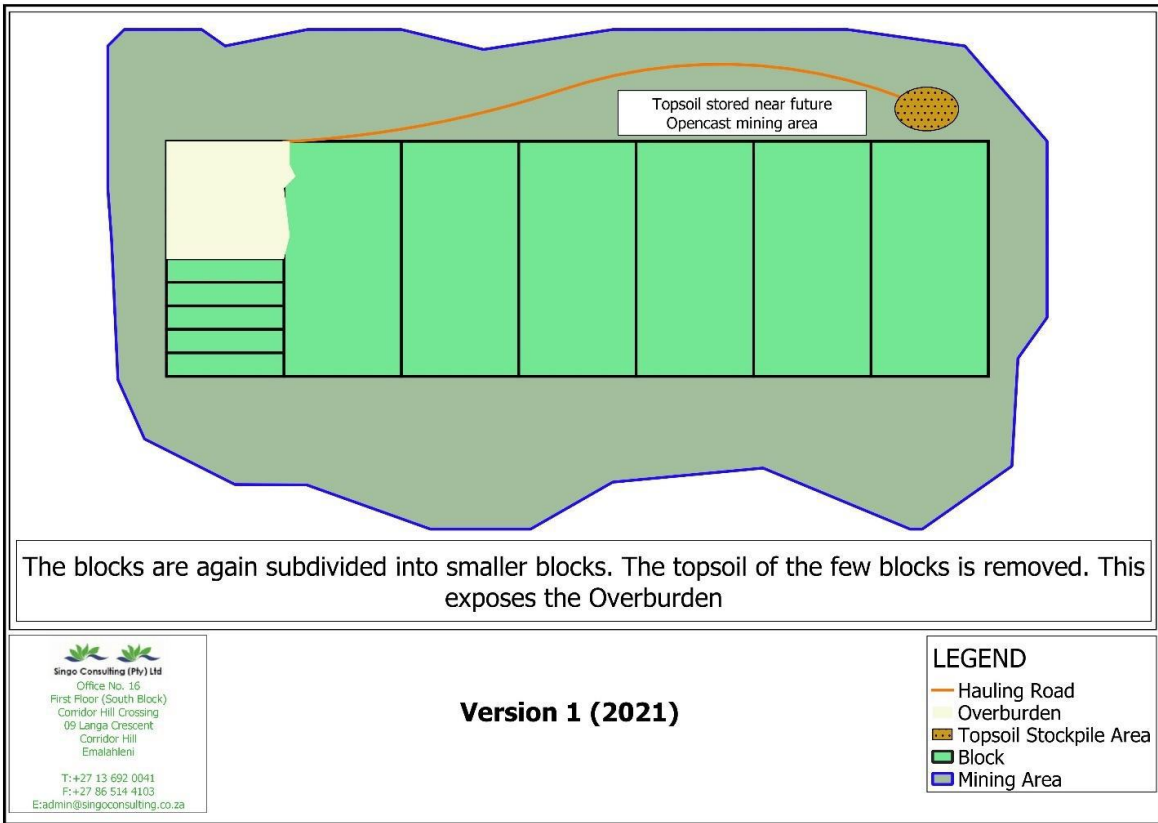 Topsoil stored near future
Opencast mining area
The blocks are again subdivided into smaller blocks. The topsoil of the few blocks is removed. This
exposes the Overburden
Singo Consulting (Pty) Ltd
Office No. 16
First Floor (South Block)
Corridor Hill Crossing
09 Langa Crescent
Corridor Hill
Emalahleni
T:+27 13 692 0041
F:+27 86 514 4103
E:admin@singoconsulting.co.za
Version 1 (2021)
LEGEND
Hauling Road
Overburden
Topsoil Stockpile Area
Block
Mining Area